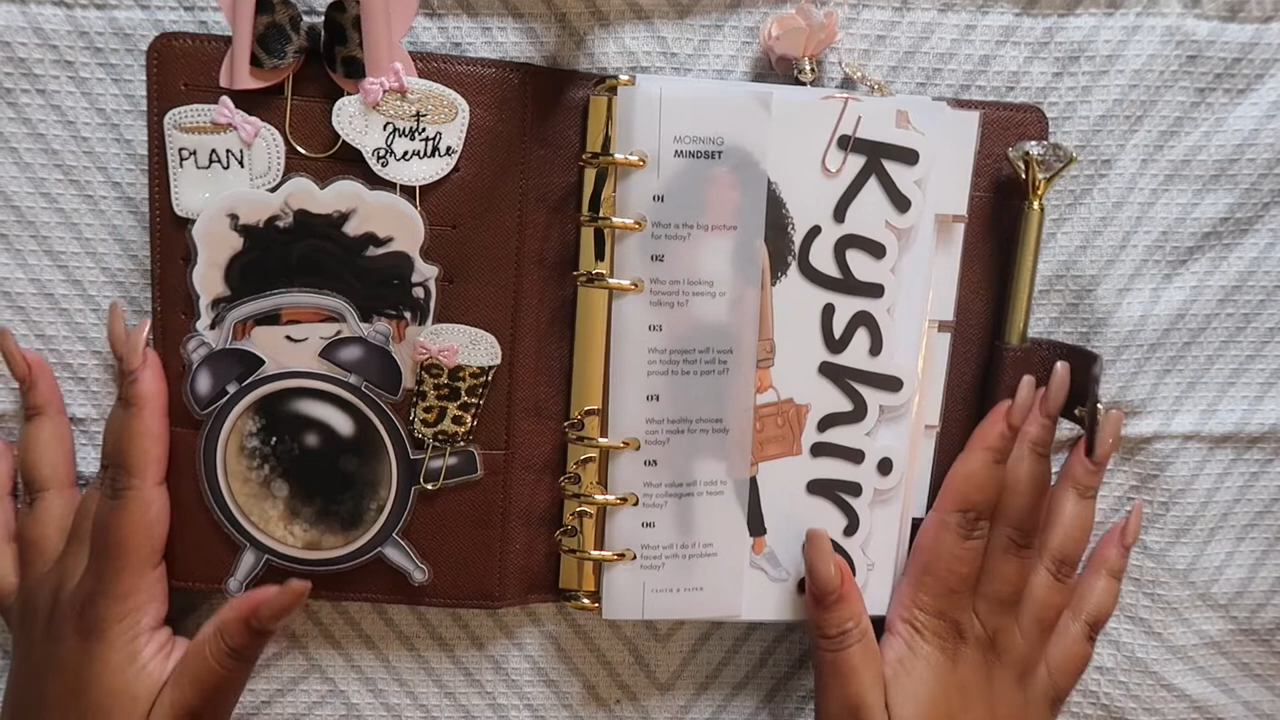 PLAN
Just
Breathe
MORNING
MINDSET
01
What is the big picture
for today?
02
Who am I looking
forward to seeing or
talking to?
03
What project will I work
on today that I will be
proud to be a part of?
04
What healthy choices
can I make for my body
today?
05
What value will I add to
my colleagues or team
today?
06
What will I do if I am
faced with a problem
today?
CLOTH & PAPER
Kyshira